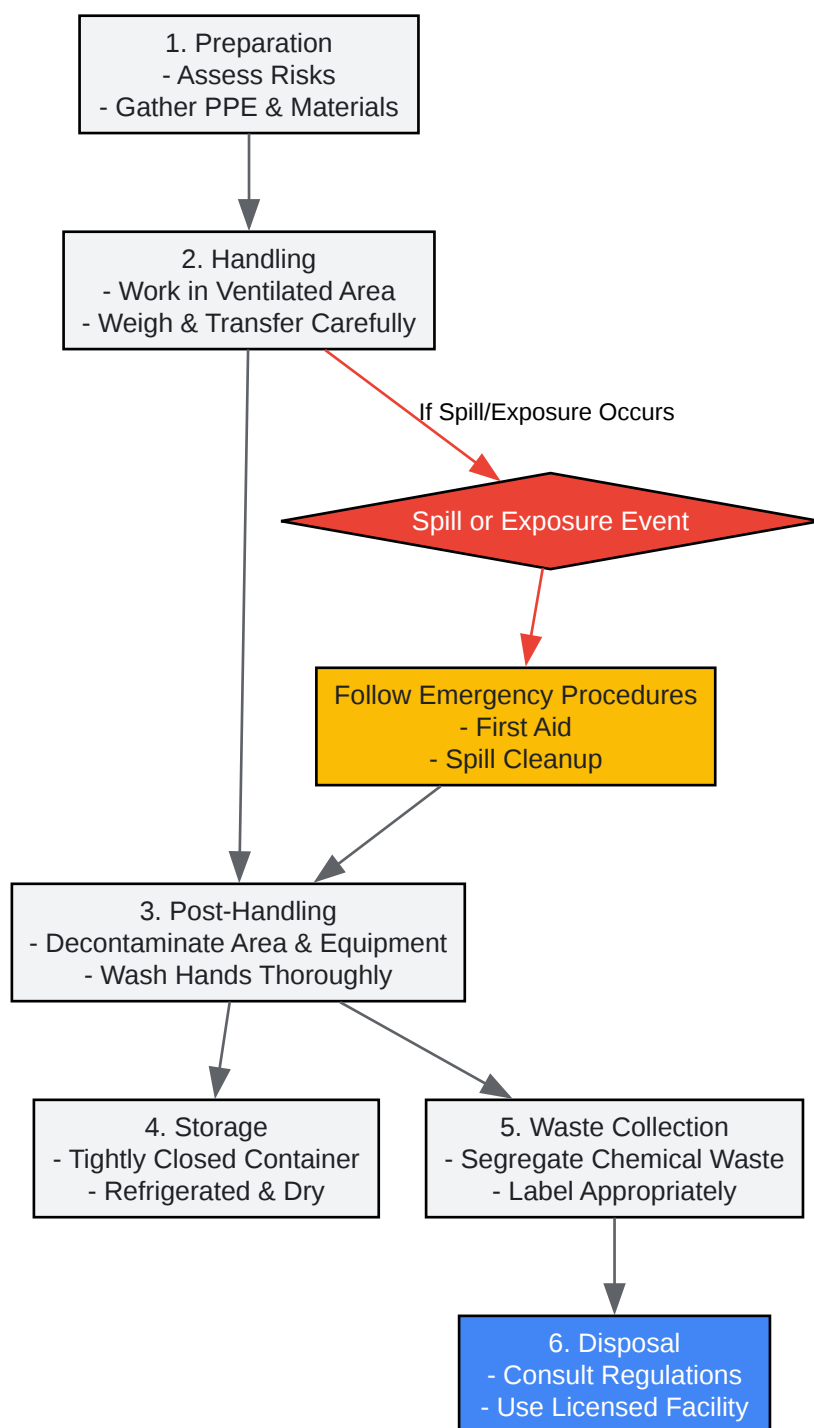 1. Preparation
- Assess Risks
- Gather PPE & Materials
2. Handling
- Work in Ventilated Area
- Weigh & Transfer Carefully
If Spill/Exposure Occurs
Spill or Exposure Event
Follow Emergency Procedures
- First Aid
- Spill Cleanup
3. Post-Handling
- Decontaminate Area & Equipment
- Wash Hands Thoroughly
4. Storage
- Tightly Closed Container
- Refrigerated & Dry
5. Waste Collection
- Segregate Chemical Waste
- Label Appropriately
6. Disposal
- Consult Regulations
- Use Licensed Facility